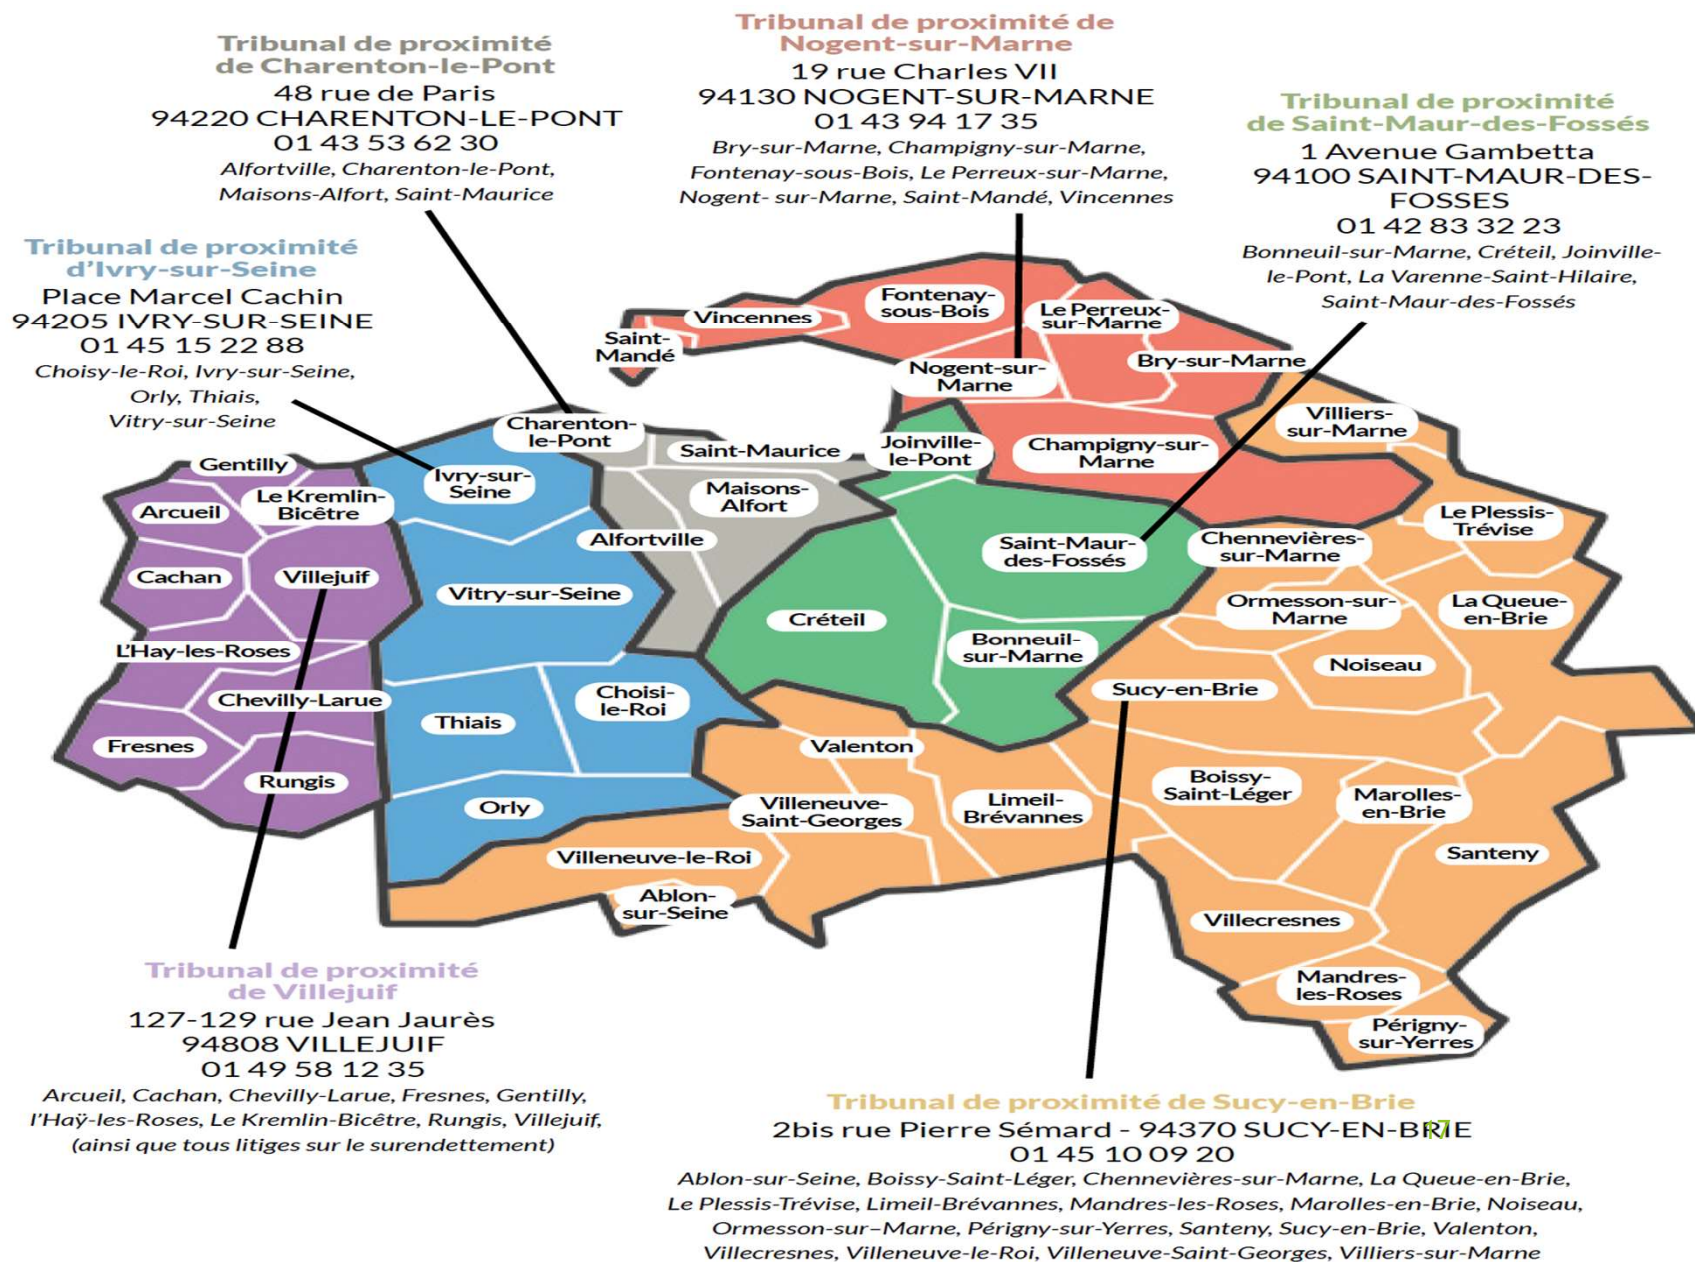 Tribunal de proximité
de Charenton-le-Pont
48 rue de Paris
94220 CHARENTON-LE-PONT
01 43 53 62 30
Alfortville, Charenton-le-Pont,
Maisons-Alfort, Saint-Maurice
Tribunal de proximité de
Nogent-sur-Marne
19 rue Charles VII
94130 NOGENT-SUR-MARNE
01 43 94 17 35
Bry-sur-Marne, Champigny-sur-Marne,
Fontenay-sous-Bois, Le Perreux-sur-Marne,
Nogent- sur-Marne, Saint-Mandé, Vincennes
Tribunal de proximité
de Saint-Maur-des-Fossés
1 Avenue Gambetta
94100 SAINT-MAUR-DES-
FOSSES
01 42 83 32 23
Bonneuil-sur-Marne, Créteil, Joinville-
le-Pont, La Varenne-Saint-Hilaire,
Saint-Maur-des-Fossés
Tribunal de proximité
d'Ivry-sur-Seine
Place Marcel Cachin
94205 IVRY-SUR-SEINE
01 45 15 22 88
Choisy-le-Roi, Ivry-sur-Seine,
Orly, Thiais,
Vitry-sur-Seine
Fontenay-
sous-Bois
Le Perreux-
sur-Marne
Vincennes
Saint-
Mandé
Nogent-sur-
Marne
Bry-sur-Marne
Villiers-
sur-Marne
Charenton-
le-Pont
Saint-Maurice
Joinville-
le-Pont
Champigny-sur-
Marne
Gentilly
Ivry-sur-
Seine
Le Kremlin-
Bicêtre
Maisons-
Alfort
Arcueil
Le Plessis-
Trévise
Alfortville
Saint-Maur-
des-Fossés
Chennevières-
sur-Marne
Cachan
Villejuif
Vitry-sur-Seine
Créteil
Ormesson-sur-
Marne
La Queue-
en-Brie
L'Hay-les-Roses
Bonneuil-
sur-Marne
Noiseau
Chevilly-Larue
Choisi-
le-Roi
Sucy-en-Brie
Thiais
Fresnes
Valenton
Rungis
Boissy-
Saint-Léger
Marolles-
en-Brie
Orly
Villeneuve-
Saint-Georges
Limeil-
Brévannes
Villeneuve-le-Roi
Santeny
Ablon-
sur-Seine
Villecresnes
Mandres-
les-Roses
Périgny-
sur-Yerres
Tribunal de proximité
de Villejuif
127-129 rue Jean Jaurès
94808 VILLEJUIF
01 49 58 12 35
Arcueil, Cachan, Chevilly-Larue, Fresnes, Gentilly,
l'Haÿ-les-Roses, Le Kremlin-Bicêtre, Rungis, Villejuif,
(ainsi que tous litiges sur le surendettement)
Tribunal de proximité de Sucy-en-Brie
2bis rue Pierre Sémard - 94370 SUCY-EN-BRIE
17
01 45 10 09 20
Ablon-sur-Seine, Boissy-Saint-Léger, Chennevières-sur-Marne, La Queue-en-Brie,
Le Plessis-Trévise, Limeil-Brévannes, Mandres-les-Roses, Marolles-en-Brie, Noiseau,
Ormesson-sur–Marne, Périgny-sur-Yerres, Santeny, Sucy-en-Brie, Valenton,
Villecresnes, Villeneuve-le-Roi, Villeneuve-Saint-Georges, Villiers-sur-Marne